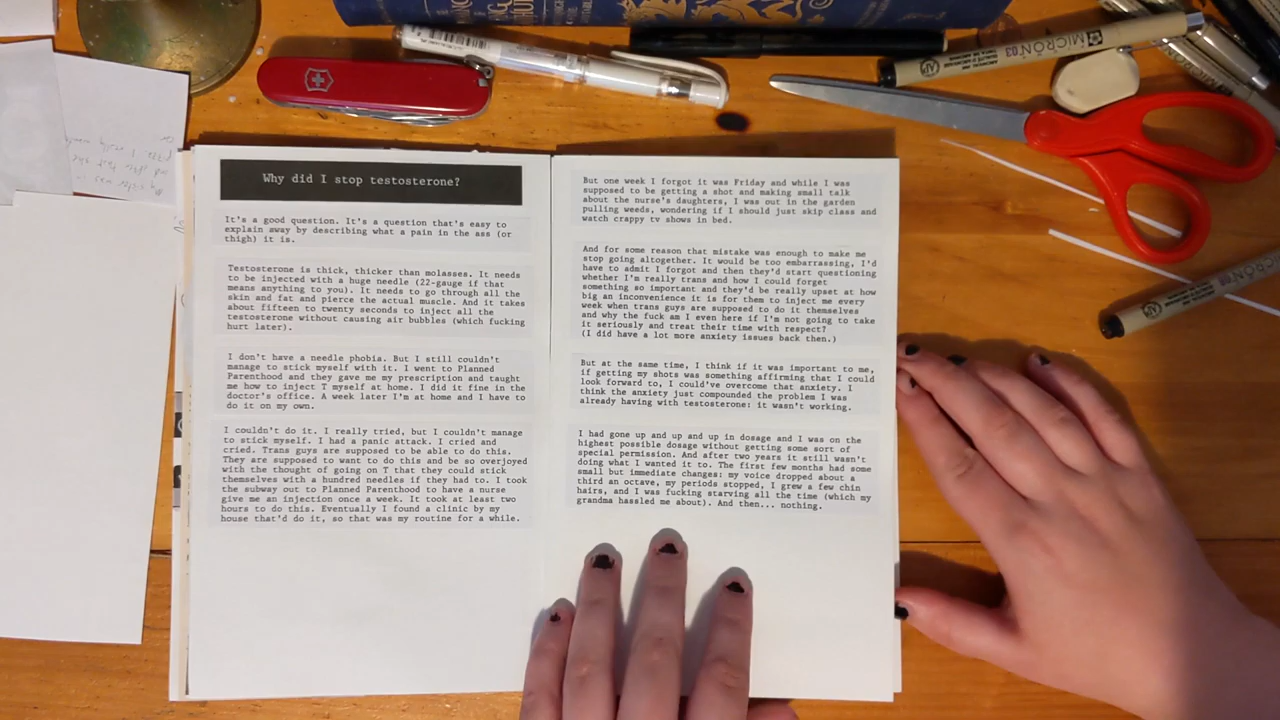 Why did I stop testosterone?
It's a good question. It's a question that's easy to
explain away by describing what a pain in the ass (or
thigh) it is.
Testosterone is thick, thicker than molasses. It needs
to be injected with a huge needle (22-gauge if that
means anything to you). It needs to go through all the
skin and fat and pierce the actual muscle. And it takes
about fifteen to twenty seconds to inject all the
testosterone without causing air bubbles (which fucking
hurt later).
I don't have a needle phobia. But I still couldn't
manage to stick myself with it. I went to Planned
Parenthood and they gave me my prescription and taught
me how to inject T myself at home. I did it fine in the
doctor's office. A week later I'm at home and I have to
do it on my own.
I couldn't do it. I really tried, but I couldn't manage
to stick myself. I had a panic attack. I cried and
cried. Trans guys are supposed to be able to do this.
They are supposed to want to do this and be so overjoyed
with the thought of going on T that they could stick
themselves with a hundred needles if they had to. I took
the subway out to Planned Parenthood to have a nurse
give me an injection once a week. It took at least two
hours to do this. Eventually I found a clinic by my
house that'd do it, so that was my routine for a while.
But one week I forgot it was Friday and while I was
supposed to be getting a shot and making small talk
about the nurse's daughters, I was out in the garden
pulling weeds, wondering if I should just skip class and
watch crappy tv shows in bed.
And for some reason that mistake was enough to make me
stop going altogether. It would be too embarrassing, I'd
have to admit I forgot and then they'd start questioning
whether I'm really trans and how I could forget
something so important and they'd be really upset at how
big an inconvenience it is for them to inject me every
week when trans guys are supposed to do it themselves
and why the fuck am I even here if I'm not going to take
it seriously and treat their time with respect?
(I did have a lot more anxiety issues back then.)
But at the same time, I think if it was important to me,
if getting my shots was something affirming that I could
look forward to, I could've overcome that anxiety. I
think the anxiety just compounded the problem I was
already having with testosterone: it wasn't working.
I had gone up and up and up in dosage and I was on the
highest possible dosage without getting some sort of
special permission. And after two years it still wasn't
doing what I wanted it to. The first few months had some
small but immediate changes: my voice dropped about a
third an octave, my periods stopped, I grew a few chin
hairs, and I was fucking starving all the time (which my
grandma hassled me about). And then... nothing.
MICRON 03
MICRON